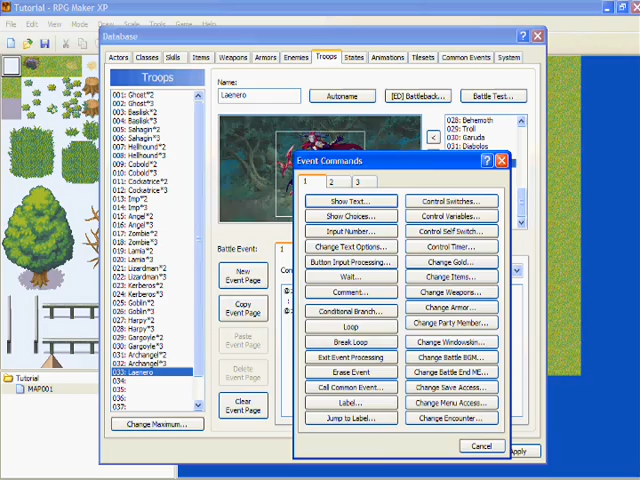 Tutorial - RPG Maker XP
File Edit View Draw Scale Tools Game Help
Database
Actors Classes Skills Items Weapons Armors Enemies Troops States Animations Tilesets Common Events System
Troops
Name:
Laenero
Autoname
[ED] Battleback...
Battle Test...
001: Ghost*2
002: Ghost*3
003: Basilisk*2
004: Basilisk*3
005: Sahagin*2
006: Sahagin*3
007: Hellhound*2
008: Hellhound*3
009: Cobold*2
010: Cobold*3
011: Cockatrice*2
012: Cockatrice*3
013: Imp*2
014: Imp*3
015: Angel*2
016: Angel*3
017: Zombie*2
018: Zombie*3
019: Lamia*2
020: Lamia*3
021: Lizardman*2
022: Lizardman*3
023: Kerberos*2
024: Kerberos*3
025: Goblin*2
026: Goblin*3
027: Harpy*2
028: Harpy*3
029: Gargoyle*2
030: Gargoyle*3
031: Archangel*2
032: Archangel*3
033: Laenero
034:
035:
036:
037:
Change Maximum...
028: Behemoth
029: Troll
030: Garuda
031: Diabolos
<
Battle Event:
1
New
Event Page
Copy
Event Page
Paste
Event Page
Delete
Event Page
Clear
Event Page
Event Commands
1 2 3
Show Text...
Show Choices...
Input Number...
Change Text Options...
Button Input Processing...
Wait...
Comment...
Conditional Branch...
Loop
Break Loop
Exit Event Processing
Erase Event
Call Common Event...
Label...
Jump to Label...
Control Switches...
Control Variables...
Control Self Switch...
Control Timer...
Change Gold...
Change Items...
Change Weapons...
Change Armor...
Change Party Member...
Change Windowskin...
Change Battle BGM...
Change Battle End ME...
Change Save Access...
Change Menu Access...
Change Encounter...
Cancel
Apply
Tutorial
MAP001